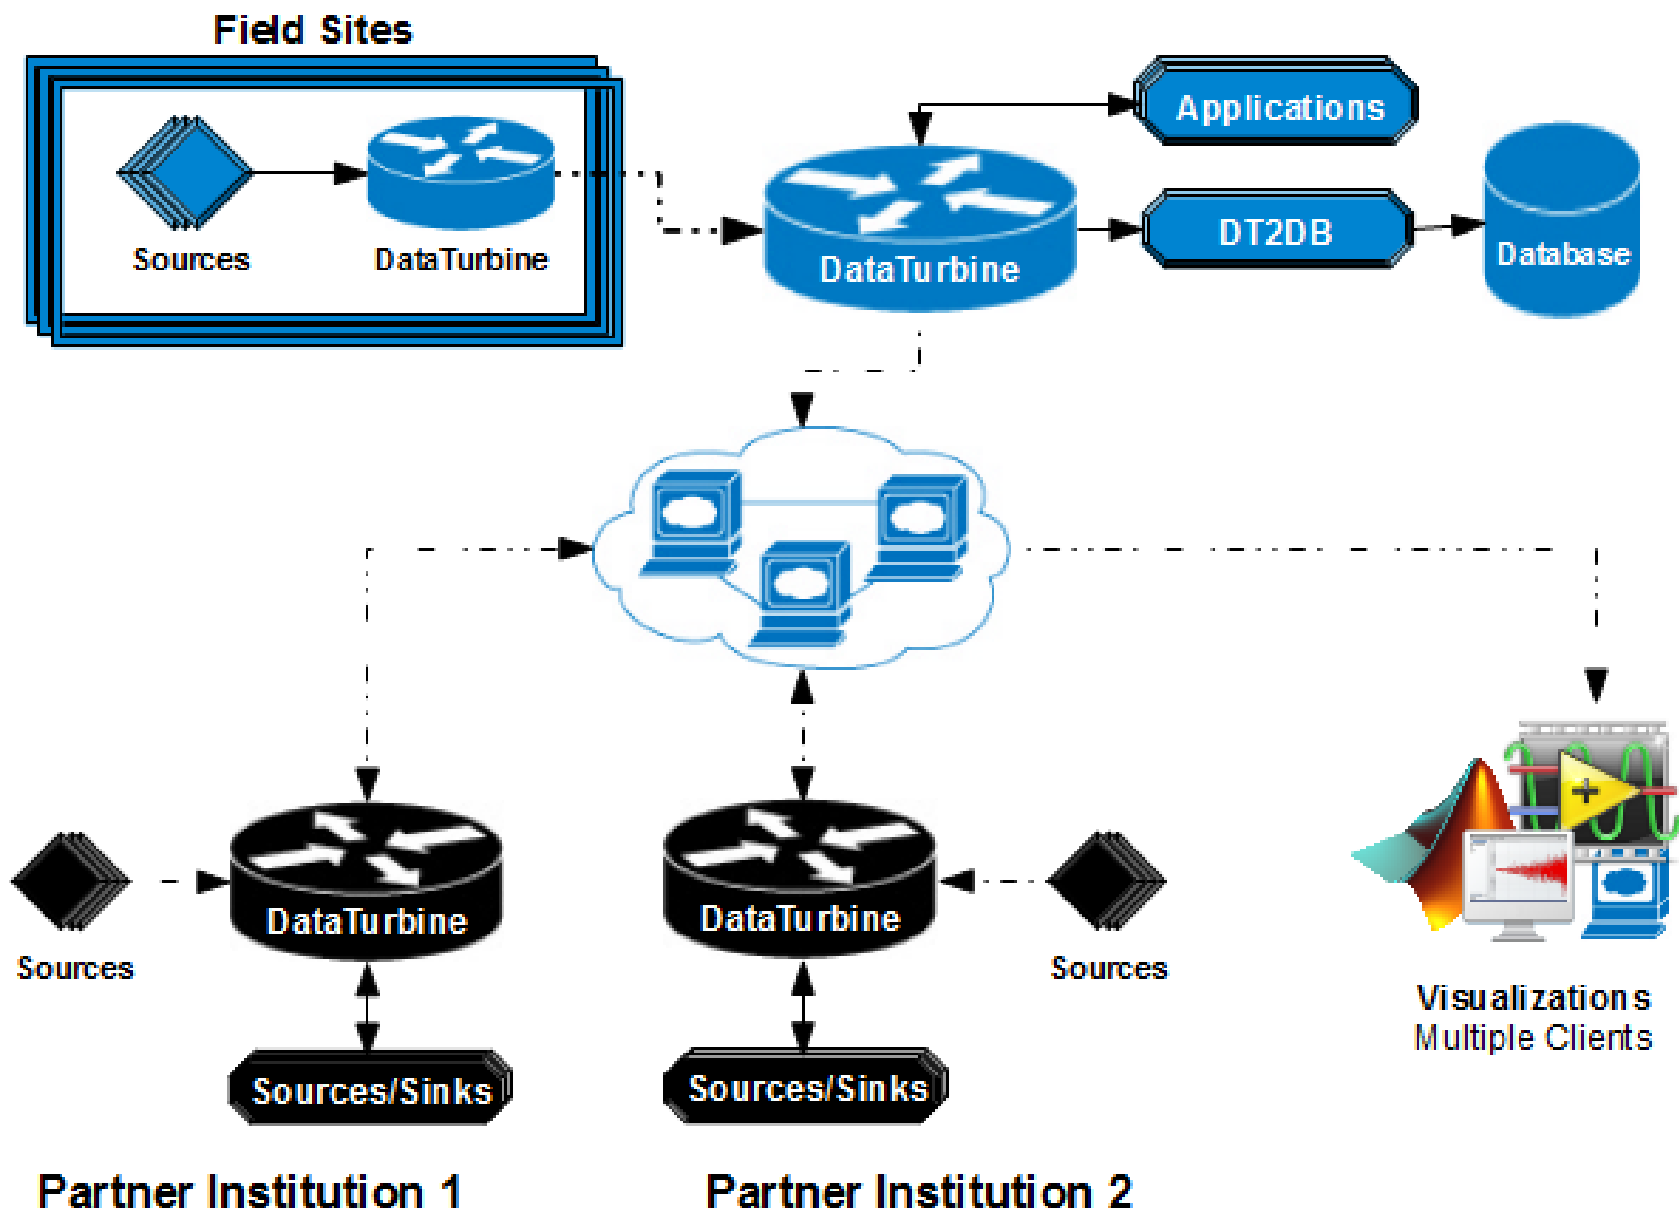 Field Sites
Applications
Sources
DataTurbine
DataTurbine
DT2DB
Database
DataTurbine
DataTurbine
Sources
Sources
Visualizations
Multiple Clients
Sources/Sinks
Sources/Sinks
Partner Institution 1
Partner Institution 2